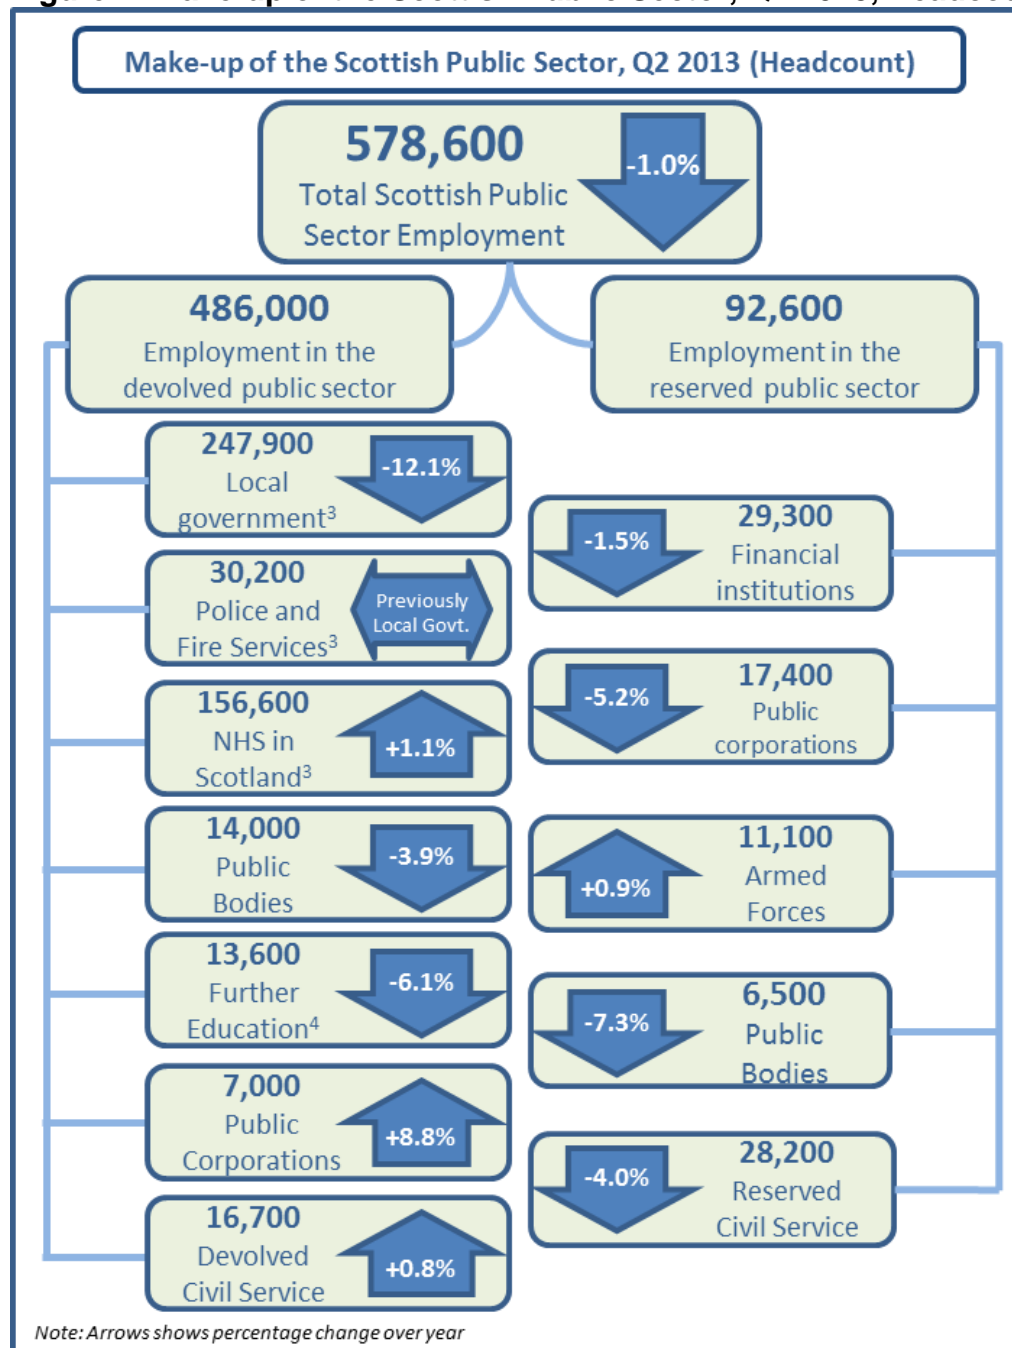 Make-up of the Scottish Public Sector, Q2 2013 (Headcount)
578,600
Total Scottish Public
Sector Employment
-1.0%
486,000
Employment in the
devolved public sector
92,600
Employment in the
reserved public sector
247,900
Local
government³
-12.1%
30,200
Police and
Fire Services³
Previously
Local Govt.
156,600
NHS in
Scotland³
+1.1%
14,000
Public
Bodies
-3.9%
13,600
Further
Education⁴
-6.1%
7,000
Public
Corporations
+8.8%
16,700
Devolved
Civil Service
+0.8%
-1.5%
29,300
Financial
institutions
-5.2%
17,400
Public
corporations
+0.9%
11,100
Armed
Forces
-7.3%
6,500
Public
Bodies
-4.0%
28,200
Reserved
Civil Service
Note: Arrows shows percentage change over year